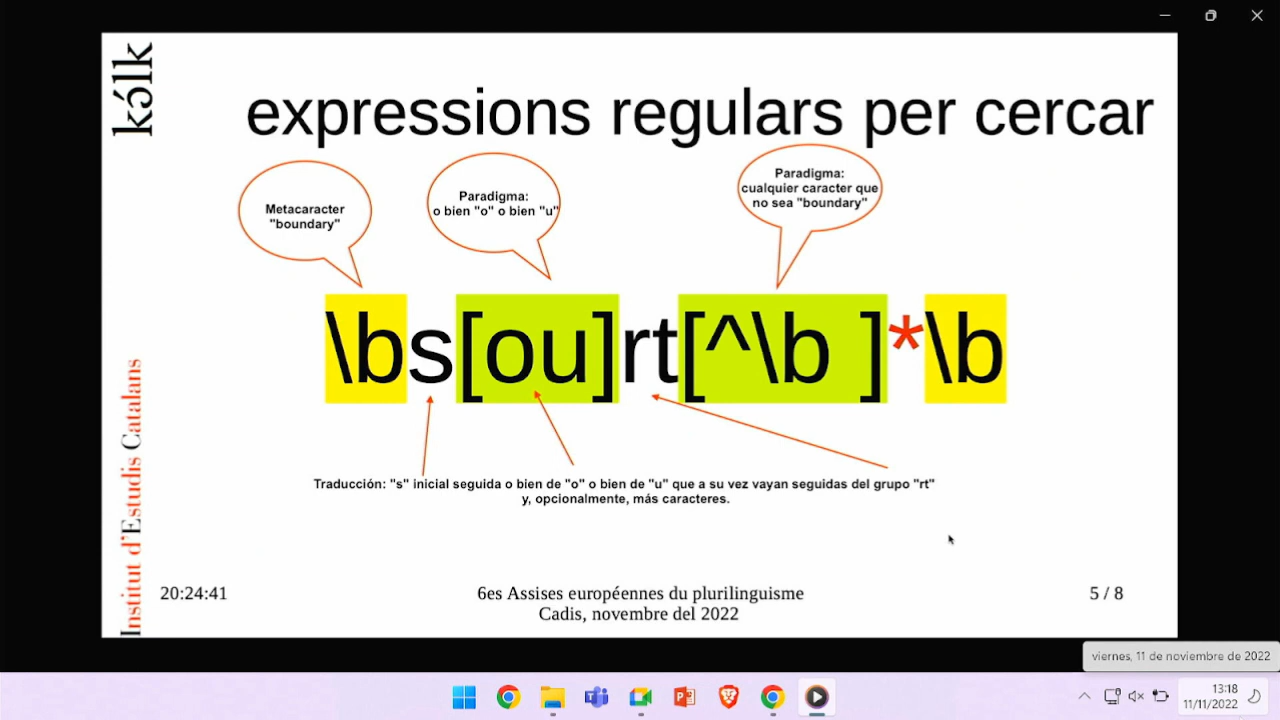 kə́lk
expressions regulars per cercar
Metacaracter
"boundary"
Paradigma:
o bien "o" o bien "u"
Paradigma:
cualquier caracter que
no sea "boundary"
\bs[ou]rt[^\b ]*\b
Traducción: "s" inicial seguida o bien de "o" o bien de "u" que a su vez vayan seguidas del grupo "rt"
y, opcionalmente, más caracteres.
Institut d'Estudis Catalans
20:24:41
6es Assises européennes du plurilinguisme
Cadis, novembre del 2022
5 / 8
viernes, 11 de noviembre de 2022
13:18
11/11/2022